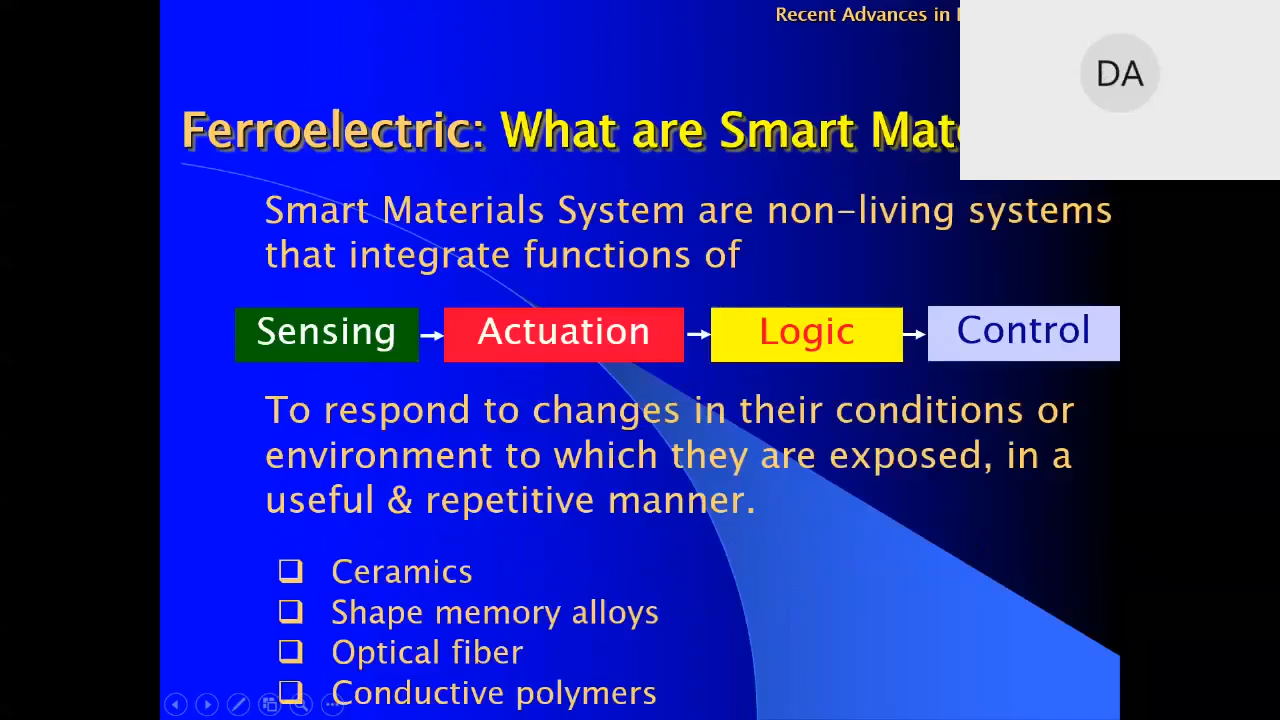 Recent Advances in
DA
Ferroelectric: What are Smart
Smart Materials System are non-living systems
that integrate functions of
Sensing Actuation Logic Control
To respond to changes in their conditions or
environment to which they are exposed, in a
useful & repetitive manner.
Ceramics
Shape memory alloys
Optical fiber
Conductive polymers